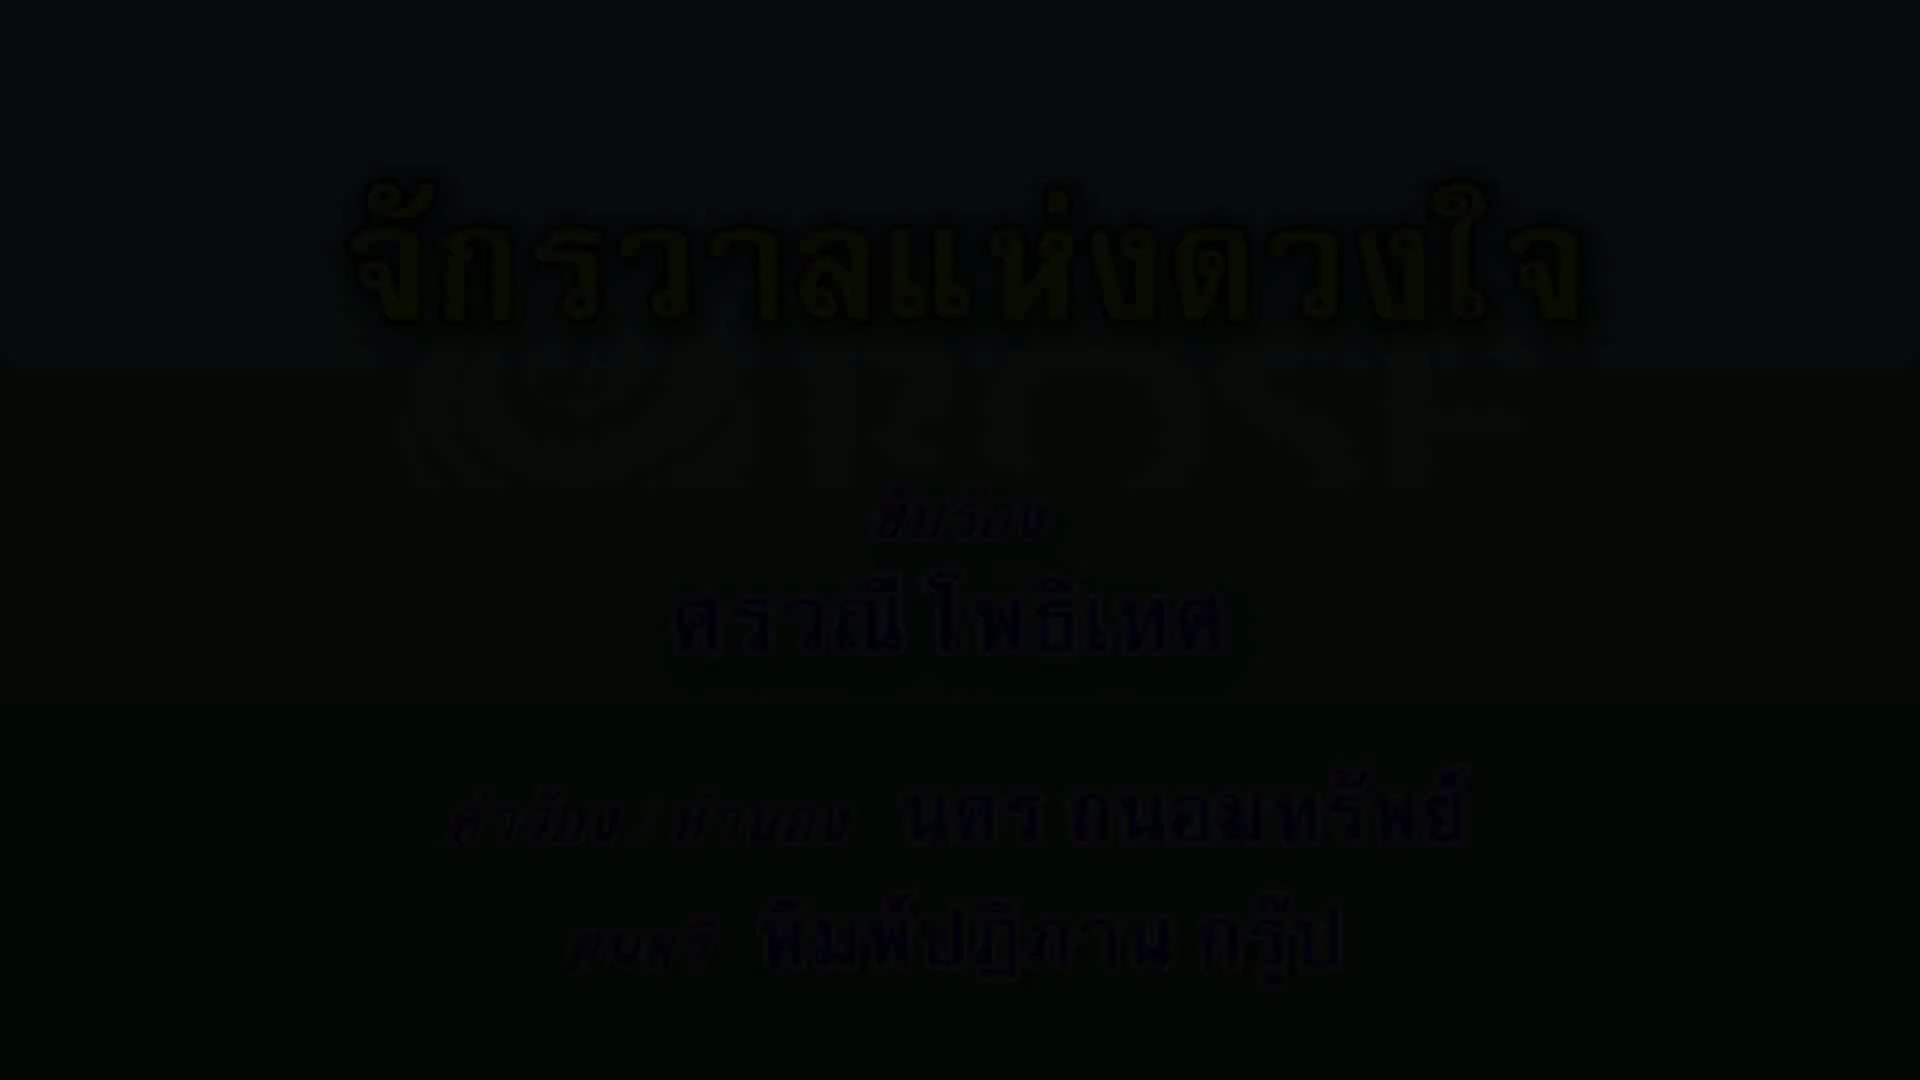 จักรวาลแห่งดวงใจ
ROSE
ขับร้อง
ศรวณี โพธิเทศ
คำร้อง / ทำนอง นคร ถนอมทรัพย์
ดนตรี พิมพ์ปฏิภาณ กรุ๊ป